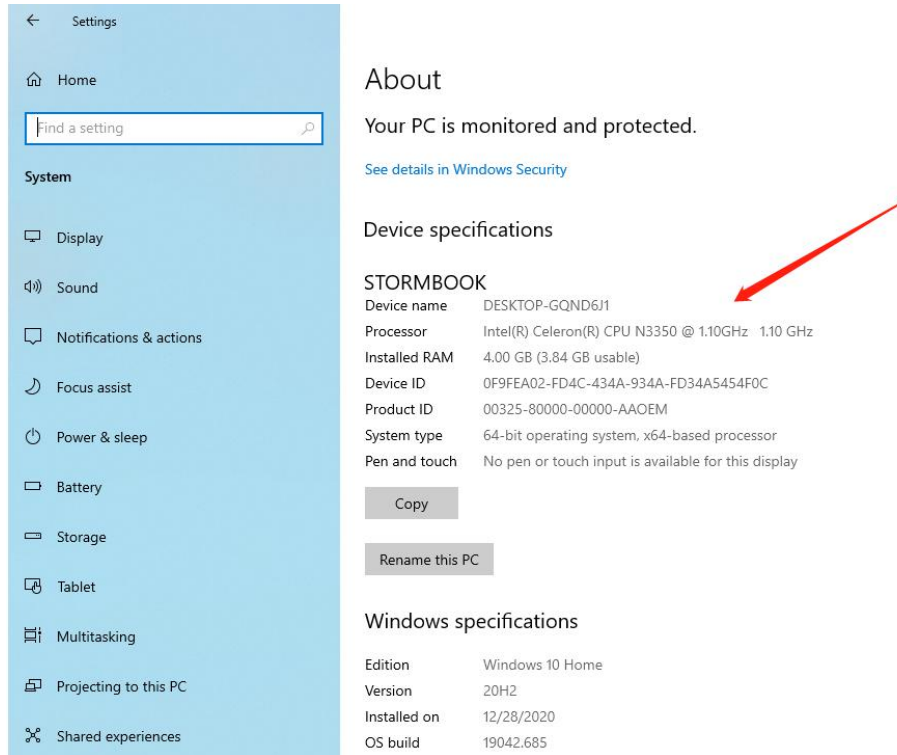 Settings
Home
Find a setting
System
Display
Sound
Notifications & actions
Focus assist
Power & sleep
Battery
Storage
Tablet
Multitasking
Projecting to this PC
Shared experiences
About
Your PC is monitored and protected.
See details in Windows Security
Device specifications
STORMBOOK
Device name DESKTOP-GQND6J1
Processor Intel(R) Celeron(R) CPU N3350 @ 1.10GHz 1.10 GHz
Installed RAM 4.00 GB (3.84 GB usable)
Device ID 0F9FEA02-FD4C-434A-934A-FD34A5454F0C
Product ID 00325-80000-00000-AAOEM
System type 64-bit operating system, x64-based processor
Pen and touch No pen or touch input is available for this display
Copy
Rename this PC
Windows specifications
Edition Windows 10 Home
Version 20H2
Installed on 12/28/2020
OS build 19042.685